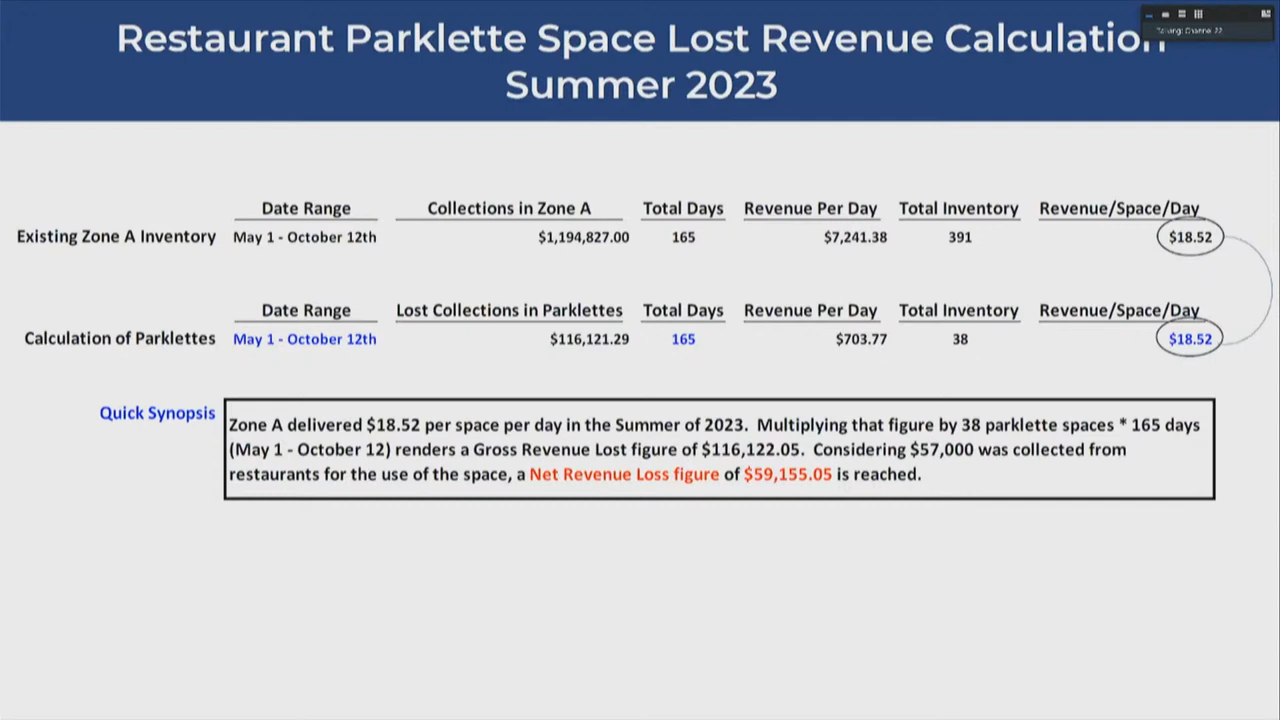 Restaurant Parklette Space Lost Revenue Calculation
Summer 2023
Date Range Collections in Zone A Total Days Revenue Per Day Total Inventory Revenue/Space/Day
Existing Zone A Inventory May 1 - October 12th $1,194,827.00 165 $7,241.38 391 $18.52
Date Range Lost Collections in Parklettes Total Days Revenue Per Day Total Inventory Revenue/Space/Day
Calculation of Parklettes May 1 - October 12th $116,121.29 165 $703.77 38 $18.52
Quick Synopsis
Zone A delivered $18.52 per space per day in the Summer of 2023. Multiplying that figure by 38 parklette spaces * 165 days
(May 1 - October 12) renders a Gross Revenue Lost figure of $116,122.05. Considering $57,000 was collected from
restaurants for the use of the space, a Net Revenue Loss figure of $59,155.05 is reached.